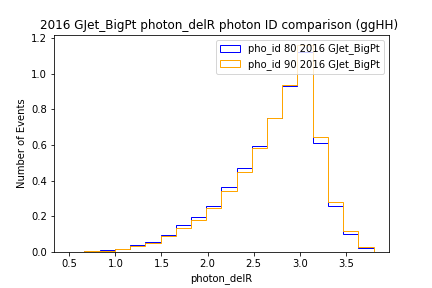 2016 GJet_BigPt photon_delR photon ID comparison (ggHH)
pho_id 80 2016 GJet_BigPt
pho_id 90 2016 GJet_BigPt
Number of Events
1.2
1.0
0.8
0.6
0.4
0.2
0.0
0.5 1.0 1.5 2.0 2.5 3.0 3.5
photon_delR